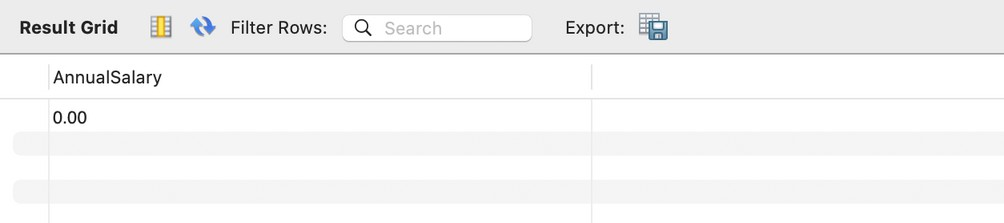 Result Grid Filter Rows: Search Export:
AnnualSalary
0.00